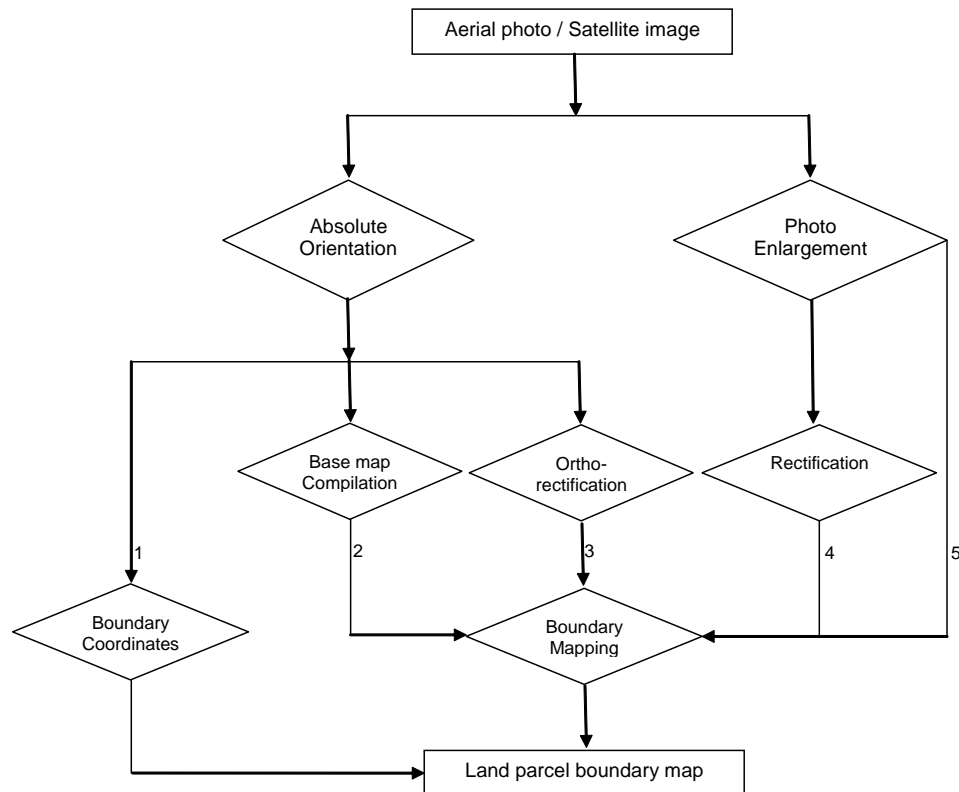 Aerial photo / Satellite image
Absolute
Orientation
Photo
Enlargement
Base map
Compilation
Ortho-
rectification
Rectification
1
2
3
4
5
Boundary
Coordinates
Boundary
Mapping
Land parcel boundary map